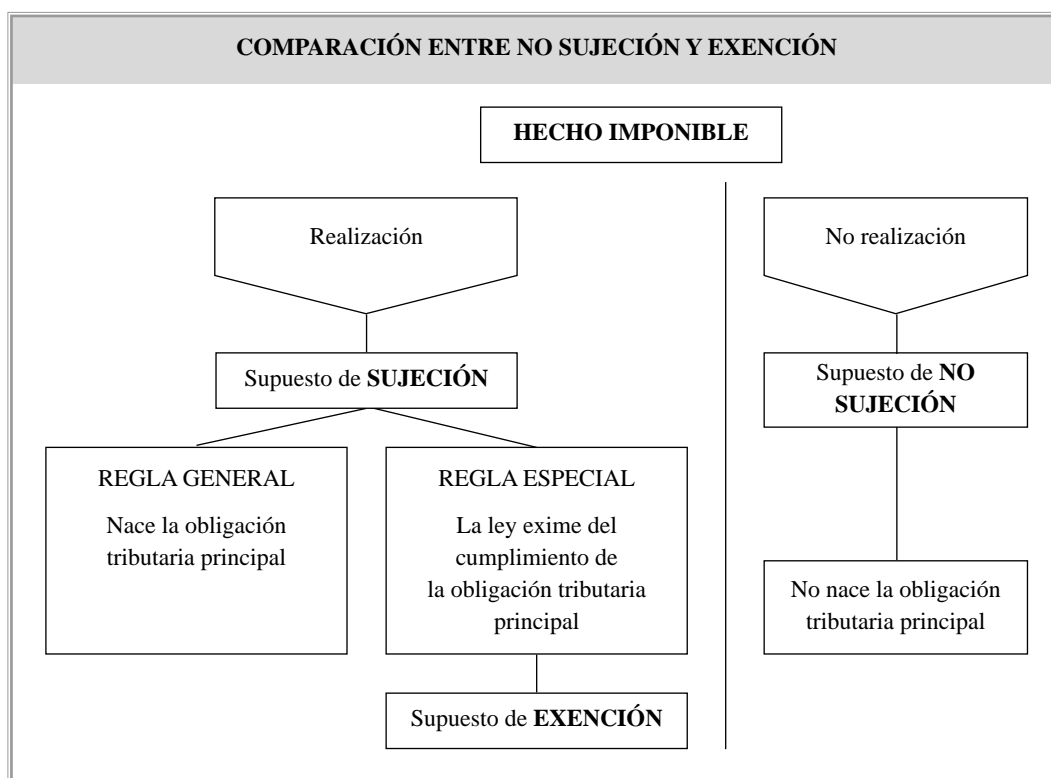 COMPARACIÓN ENTRE NO SUJECIÓN Y EXENCIÓN
HECHO IMPONIBLE
Realización
Supuesto de SUJECIÓN
REGLA GENERAL
Nace la obligación
tributaria principal
REGLA ESPECIAL
La ley exime del
cumplimiento de
la obligación tributaria
principal
Supuesto de EXENCIÓN
No realización
Supuesto de NO
SUJECIÓN
No nace la obligación
tributaria principal